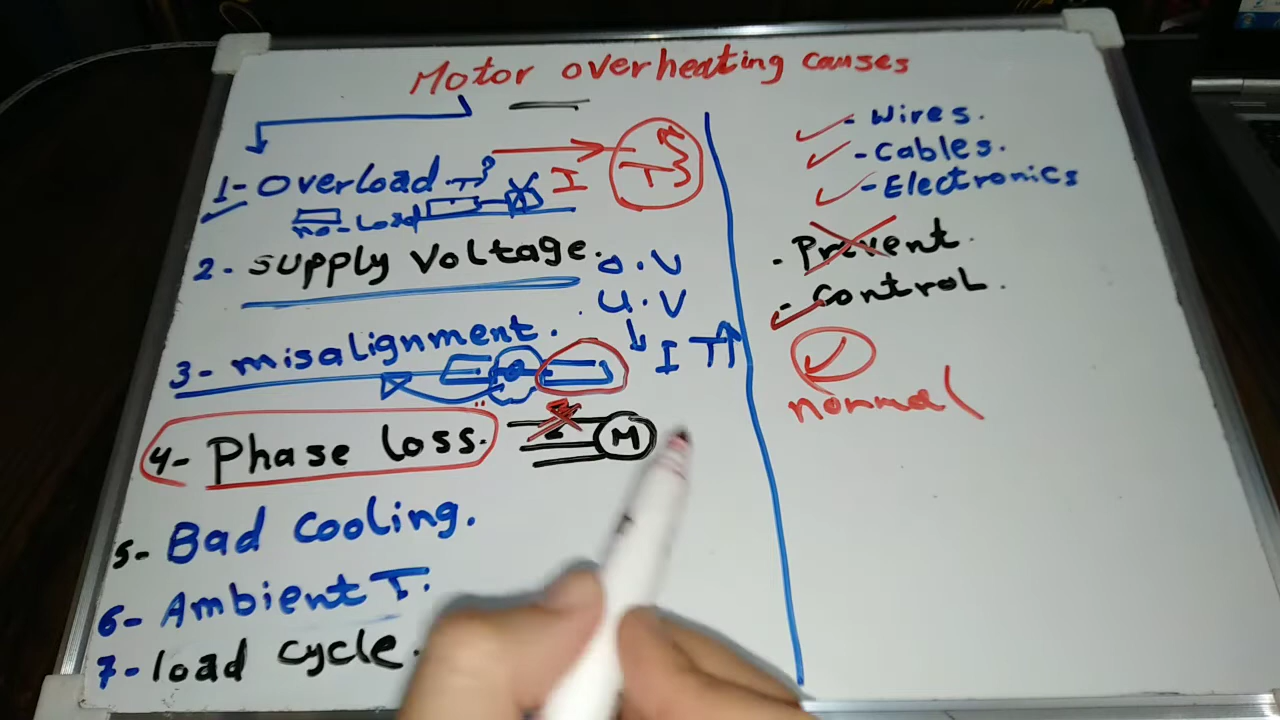 Motor overheating causes
1- Overload. T
I
T
no-Load
2- Supply Voltage.
O.V
U.V
I T
3- misalignment.
4- Phase loss.
M
5- Bad Cooling.
6- Ambient T.
7- load cycle.
- Wires.
- Cables.
- Electronics
- Prevent.
- Control.
normal